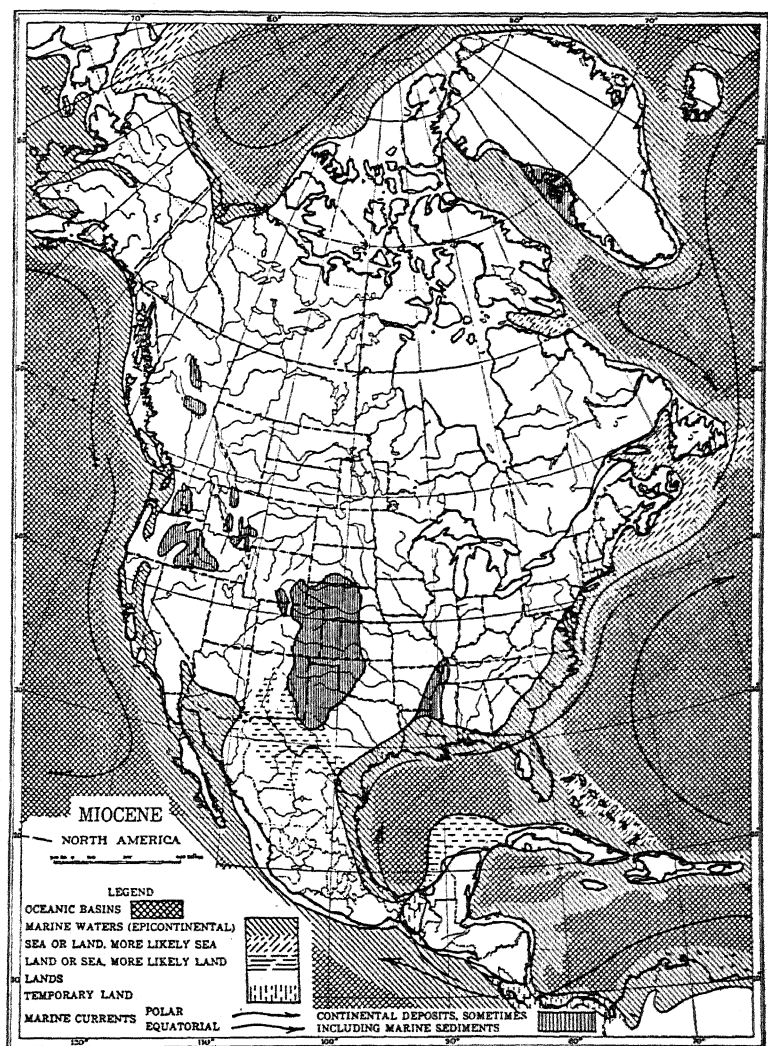 MIOCENE
NORTH AMERICA
LEGEND
OCEANIC BASINS
MARINE WATERS (EPICONTINENTAL)
SEA OR LAND, MORE LIKELY SEA
LAND OR SEA, MORE LIKELY LAND
LANDS
TEMPORARY LAND
MARINE CURRENTS POLAR
EQUATORIAL
CONTINENTAL DEPOSITS, SOMETIMES
INCLUDING MARINE SEDIMENTS